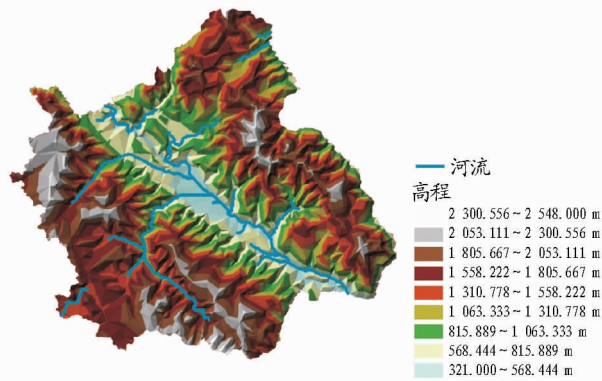 河流
高程
2 300.556~2 548.000 m
2 053.111~2 300.556 m
1 805.667~2 053.111 m
1 558.222~1 805.667 m
1 310.778~1 558.222 m
1 063.333~1 310.778 m
815.889~1 063.333 m
568.444~815.889 m
321.000~568.444 m